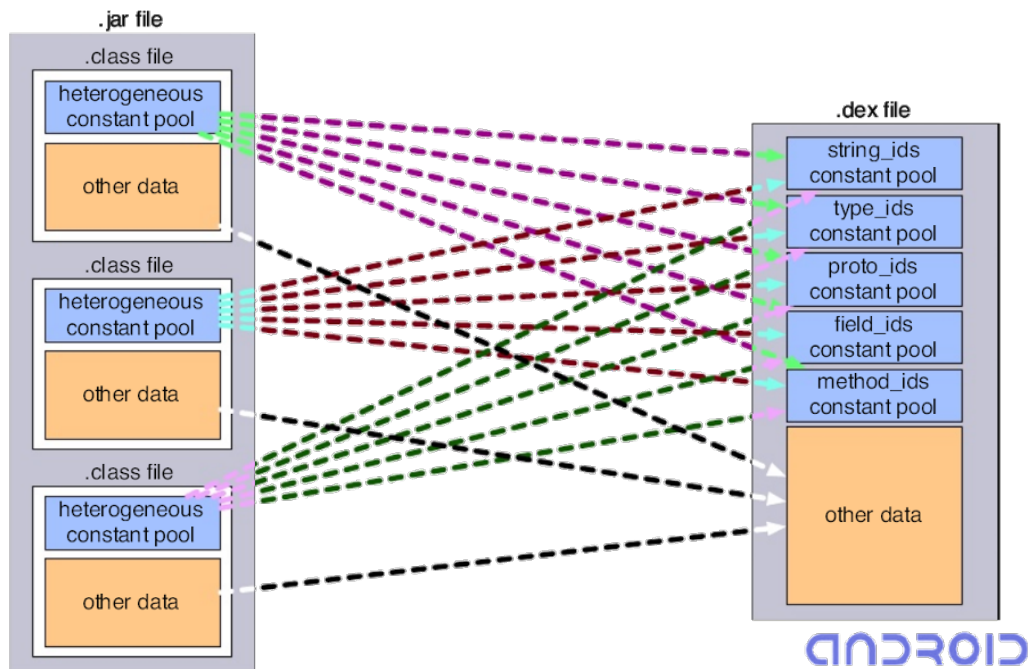 .jar file
.class file
heterogeneous
constant pool
other data
.class file
heterogeneous
constant pool
other data
.class file
heterogeneous
constant pool
other data
.dex file
string_ids
constant pool
type_ids
constant pool
proto_ids
constant pool
field_ids
constant pool
method_ids
constant pool
other data
ANDROID